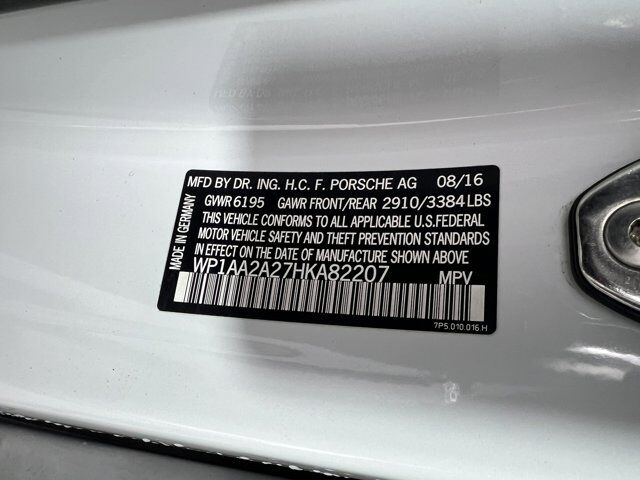 MFD BY DR. ING. H.C. F. PORSCHE AG 08/16
GVWR 6195 GAWR FRONT/REAR 2910/3384 LBS
THIS VEHICLE CONFORMS TO ALL APPLICABLE U.S.FEDERAL
MOTOR VEHICLE SAFETY AND THEFT PREVENTION STANDARDS
IN EFFECT ON THE DATE OF MANUFACTURE SHOWN ABOVE
WP1AA2A27HKA82207 MPV
7P5.010.016 H
MADE IN GERMANY